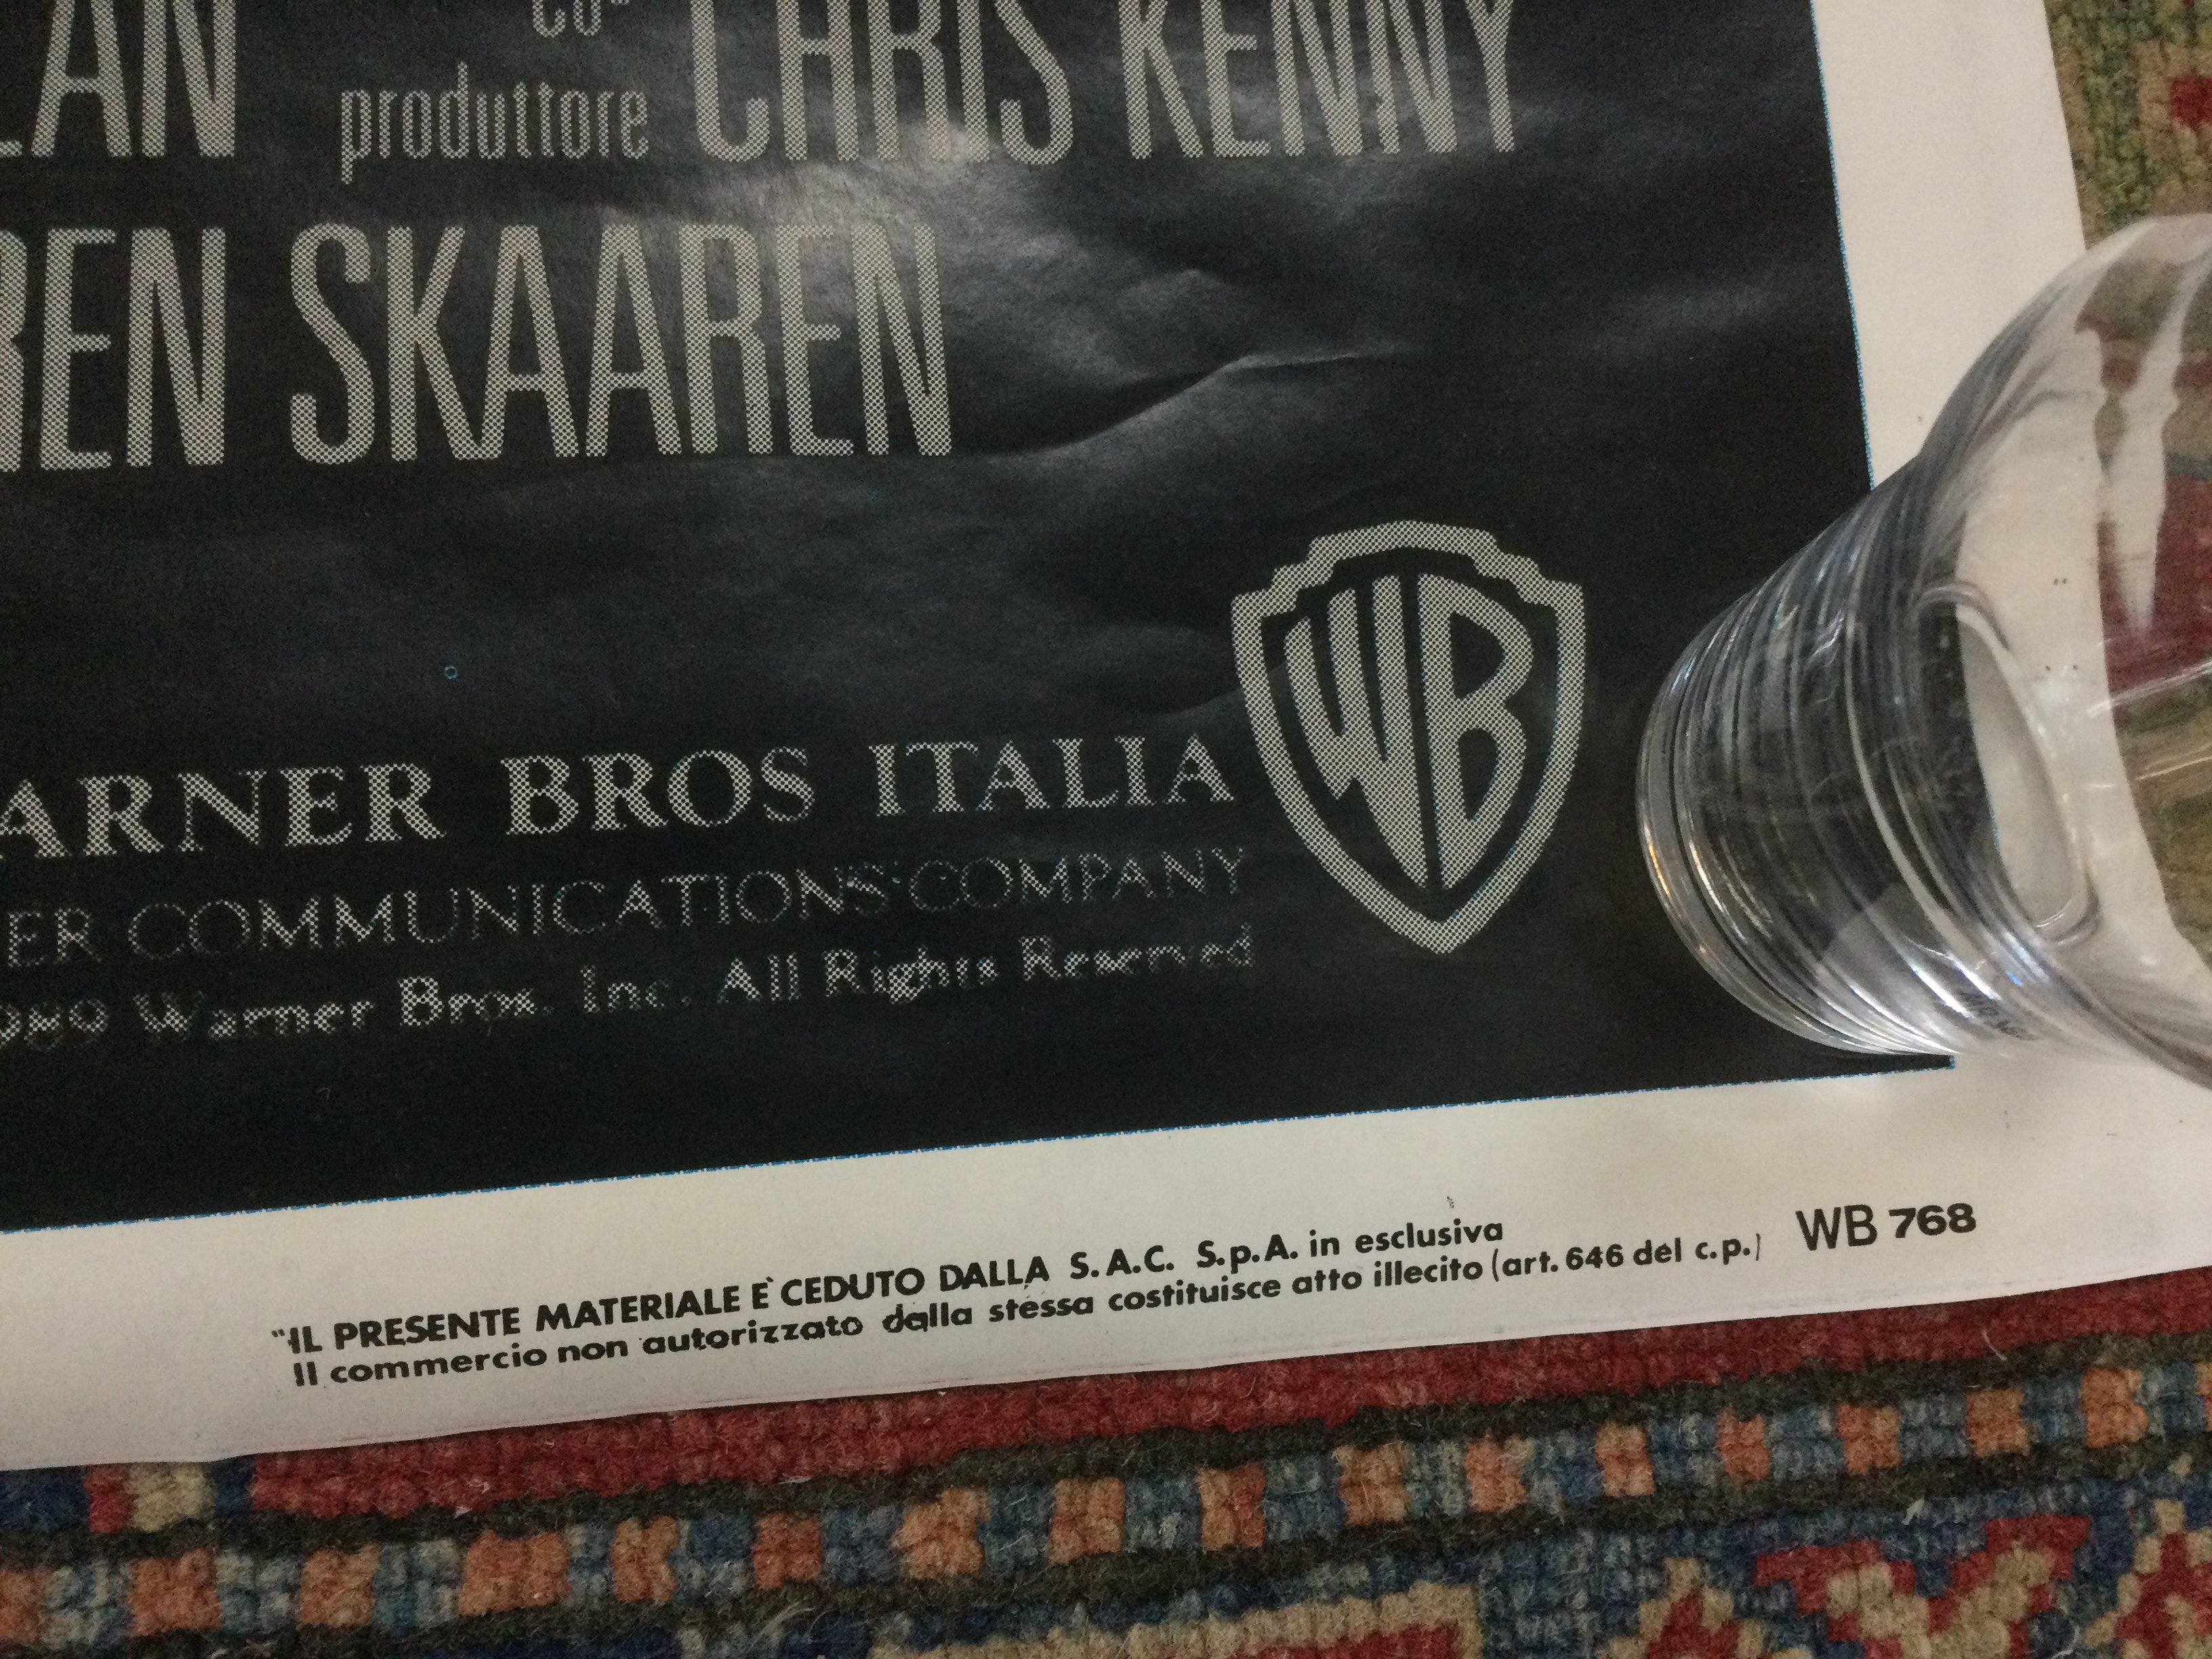 LAN co-produttore CHRIS KENNY
REN SKAAREN
ARNER BROS ITALIA
WB
ER COMMUNICATIONS COMPANY
989 Warner Bros. Inc. All Rights Reserved
"IL PRESENTE MATERIALE È CEDUTO DALLA S.A.C. S.p.A. in esclusiva
Il commercio non autorizzato dalla stessa costituisce atto illecito (art. 646 del c.p.)
WB 768